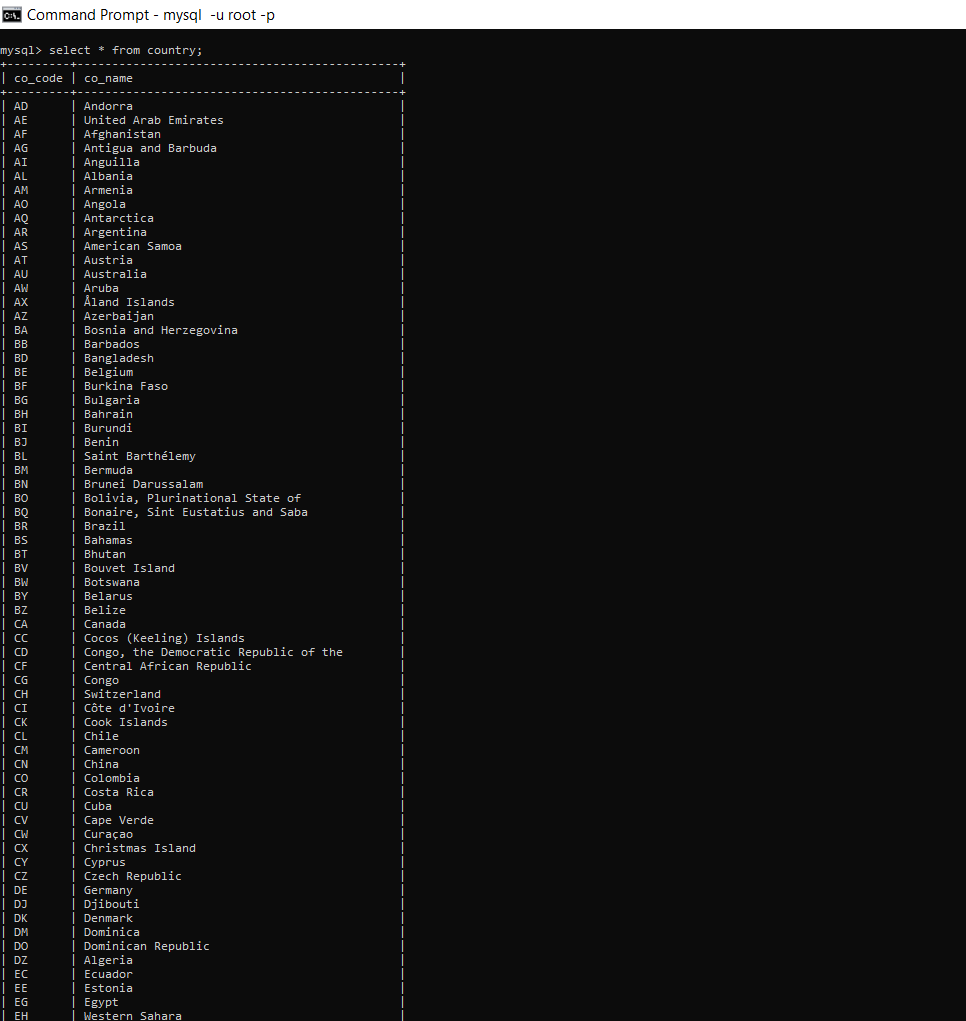 Command Prompt - mysql  -u root -p
mysql> select * from country;
+---------+----------------------------------------------+
| co_code | co_name                                      |
+---------+----------------------------------------------+
| AD      | Andorra                                      |
| AE      | United Arab Emirates                         |
| AF      | Afghanistan                                  |
| AG      | Antigua and Barbuda                          |
| AI      | Anguilla                                     |
| AL      | Albania                                      |
| AM      | Armenia                                      |
| AO      | Angola                                       |
| AQ      | Antarctica                                   |
| AR      | Argentina                                    |
| AS      | American Samoa                               |
| AT      | Austria                                      |
| AU      | Australia                                    |
| AW      | Aruba                                        |
| AX      | Åland Islands                                |
| AZ      | Azerbaijan                                   |
| BA      | Bosnia and Herzegovina                       |
| BB      | Barbados                                     |
| BD      | Bangladesh                                   |
| BE      | Belgium                                      |
| BF      | Burkina Faso                                 |
| BG      | Bulgaria                                     |
| BH      | Bahrain                                      |
| BI      | Burundi                                      |
| BJ      | Benin                                        |
| BL      | Saint Barthélemy                             |
| BM      | Bermuda                                      |
| BN      | Brunei Darussalam                            |
| BO      | Bolivia, Plurinational State of              |
| BQ      | Bonaire, Sint Eustatius and Saba             |
| BR      | Brazil                                       |
| BS      | Bahamas                                      |
| BT      | Bhutan                                       |
| BV      | Bouvet Island                                |
| BW      | Botswana                                     |
| BY      | Belarus                                      |
| BZ      | Belize                                       |
| CA      | Canada                                       |
| CC      | Cocos (Keeling) Islands                      |
| CD      | Congo, the Democratic Republic of the        |
| CF      | Central African Republic                     |
| CG      | Congo                                        |
| CH      | Switzerland                                  |
| CI      | Côte d'Ivoire                                |
| CK      | Cook Islands                                 |
| CL      | Chile                                        |
| CM      | Cameroon                                     |
| CN      | China                                        |
| CO      | Colombia                                     |
| CR      | Costa Rica                                   |
| CU      | Cuba                                         |
| CV      | Cape Verde                                   |
| CW      | Curaçao                                      |
| CX      | Christmas Island                             |
| CY      | Cyprus                                       |
| CZ      | Czech Republic                               |
| DE      | Germany                                      |
| DJ      | Djibouti                                     |
| DK      | Denmark                                      |
| DM      | Dominica                                     |
| DO      | Dominican Republic                           |
| DZ      | Algeria                                      |
| EC      | Ecuador                                      |
| EE      | Estonia                                      |
| EG      | Egypt                                        |
| EH      | Western Sahara                               |